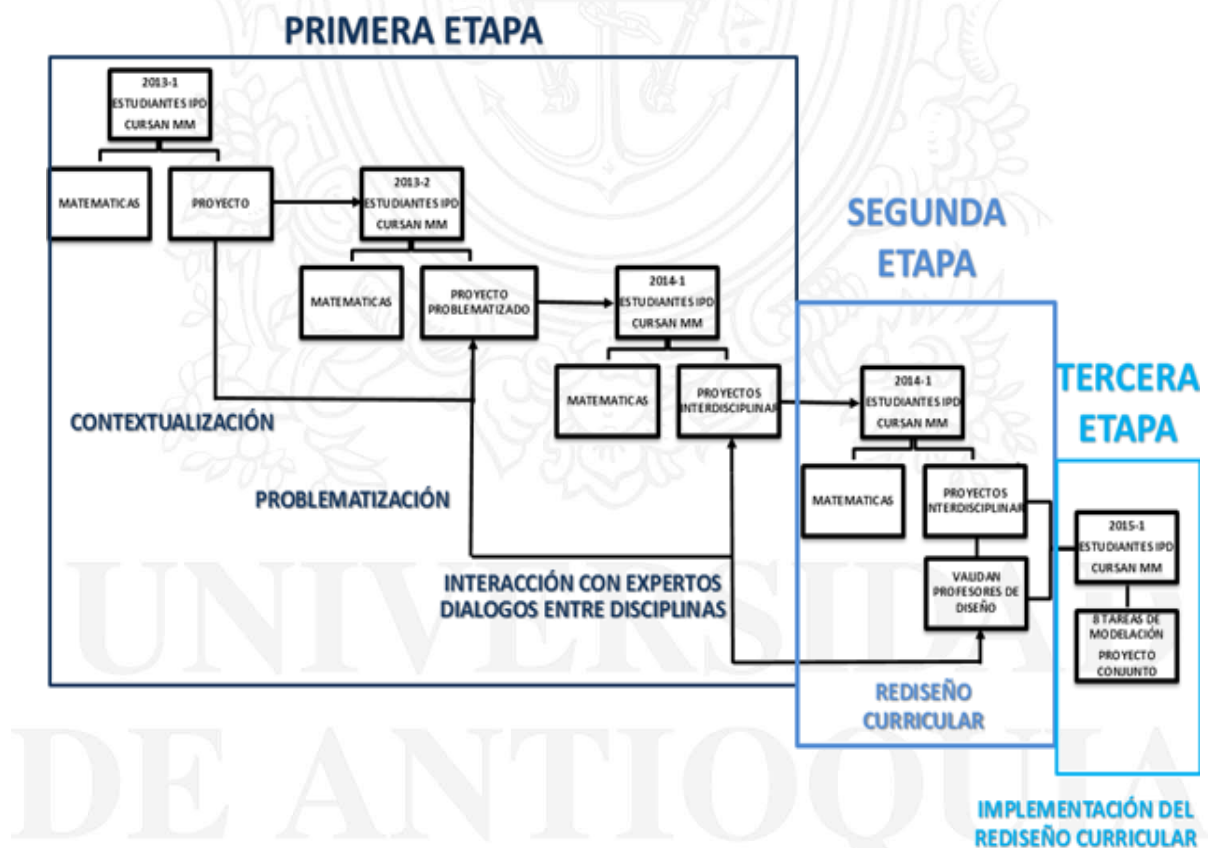 PRIMERA ETAPA
2013-1
ESTUDIANTES IPD
CURSAN MM
MATEMATICAS
PROYECTO
2013-2
ESTUDIANTES IPD
CURSAN MM
MATEMATICAS
PROYECTO
PROBLEMATIZADO
2014-1
ESTUDIANTES IPD
CURSAN MM
MATEMATICAS
PROYECTOS
INTERDISCIPLINAR
CONTEXTUALIZACIÓN
PROBLEMATIZACIÓN
INTERACCIÓN CON EXPERTOS
DIALOGOS ENTRE DISCIPLINAS
SEGUNDA
ETAPA
2014-1
ESTUDIANTES IPD
CURSAN MM
MATEMATICAS
PROYECTOS
INTERDISCIPLINAR
VALIDAN
PROFESORES DE
DISEÑO
REDISEÑO
CURRICULAR
TERCERA
ETAPA
2015-1
ESTUDIANTES IPD
CURSAN MM
8 TAREAS DE
MODELACIÓN
PROYECTO
CONJUNTO
IMPLEMENTACIÓN DEL
REDISEÑO CURRICULAR
UNIVERSIDAD
DE ANTIOQUIA